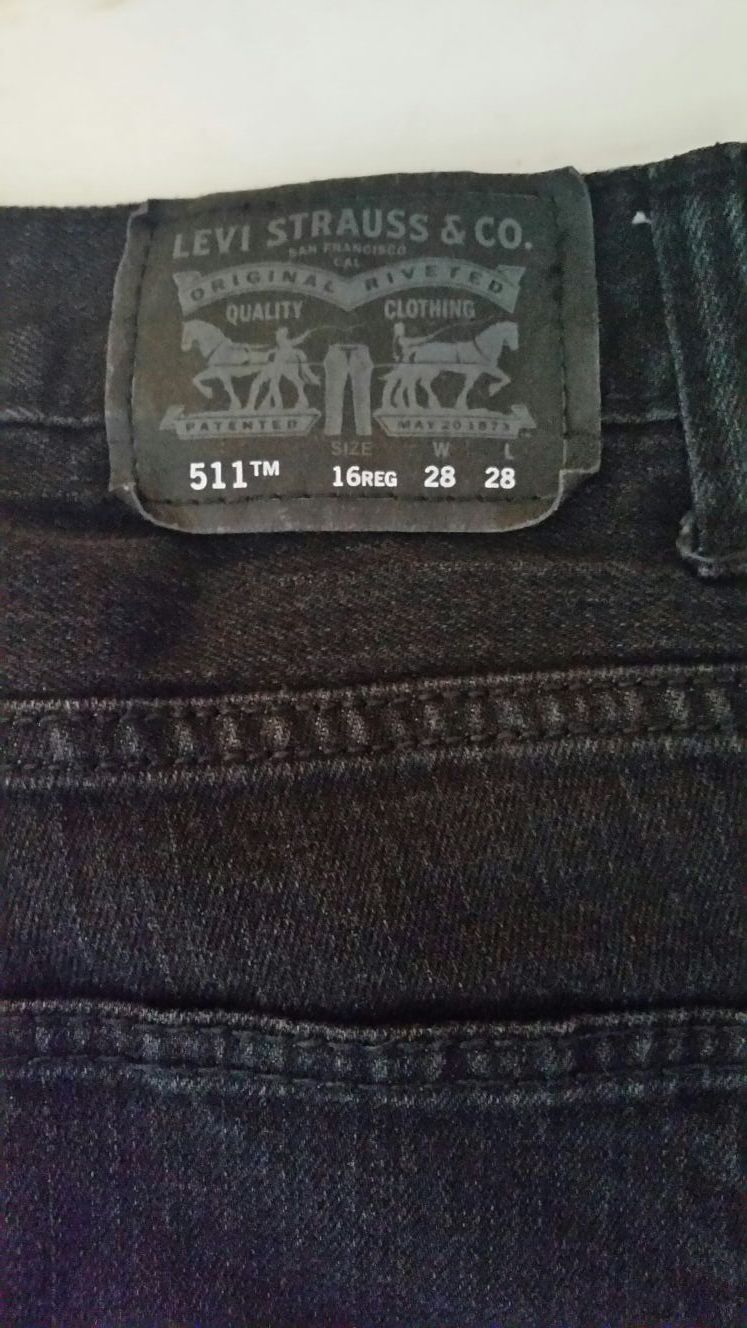 LEVI STRAUSS & CO.
SAN FRANCISCO
CAL
ORIGINAL RIVETED
QUALITY CLOTHING
PATENTED MAY 20 1873
SIZE W L
511™ 16REG 28 28